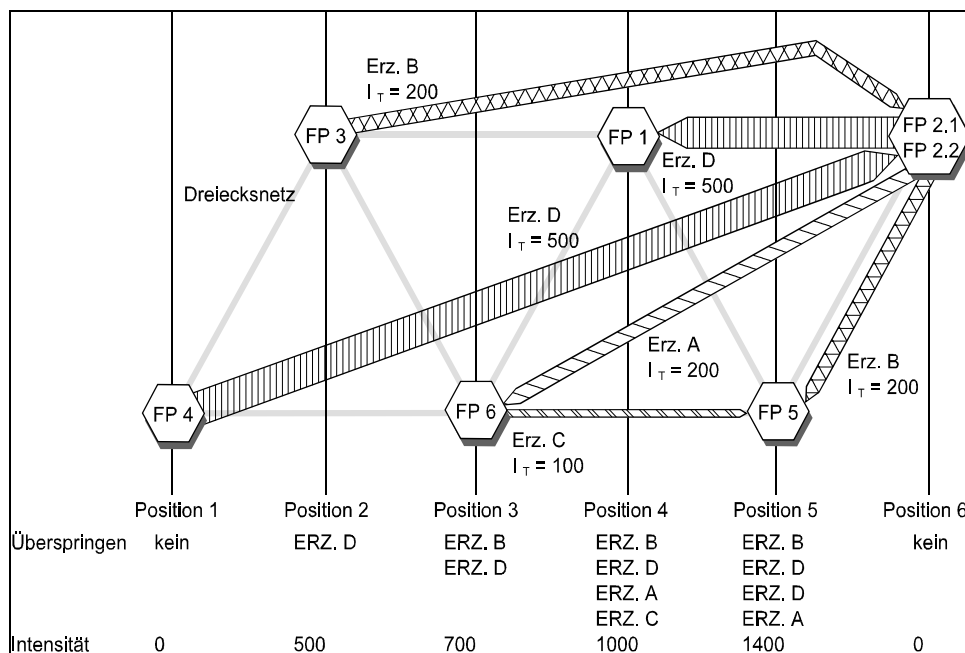 Erz. B
I T = 200
FP 3
FP 1
FP 2.1
FP 2.2
Erz. D
I T = 500
Dreiecksnetz
Erz. D
I T = 500
Erz. A
I T = 200
Erz. B
I T = 200
FP 4
FP 6
FP 5
Erz. C
I T = 100
Position 1 Position 2 Position 3 Position 4 Position 5 Position 6
Überspringen kein ERZ. D ERZ. B ERZ. B ERZ. B kein
ERZ. D ERZ. D ERZ. D
ERZ. A ERZ. D
ERZ. C ERZ. A
Intensität 0 500 700 1000 1400 0